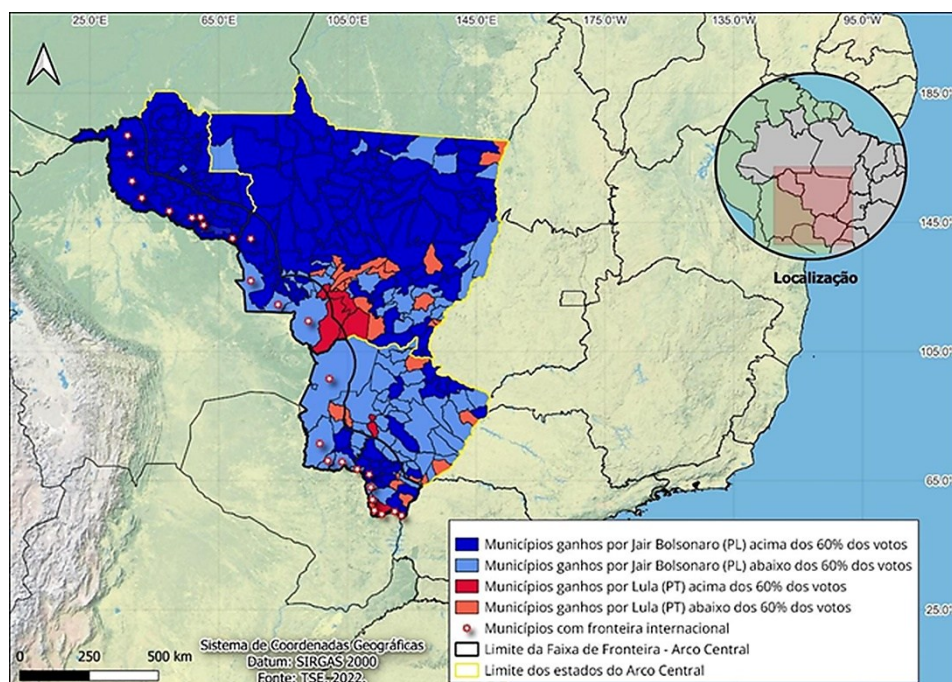 25.0°E 65.0°E 105.0°E 145.0°E 175.0°W 135.0°W 95.0°W
185.0°
145.0°
105.0°
65.0°
25.0°
Localização
Municípios ganhos por Jair Bolsonaro (PL) acima dos 60% dos votos
Municípios ganhos por Jair Bolsonaro (PL) abaixo dos 60% dos votos
Municípios ganhos por Lula (PT) acima dos 60% dos votos
Municípios ganhos por Lula (PT) abaixo dos 60% dos votos
Municípios com fronteira internacional
Limite da Faixa de Fronteira - Arco Central
Limite dos estados do Arco Central
Sistema de Coordenadas Geográficas
Datum: SIRGAS 2000
Fonte: TSE, 2022.
0 250 500 km